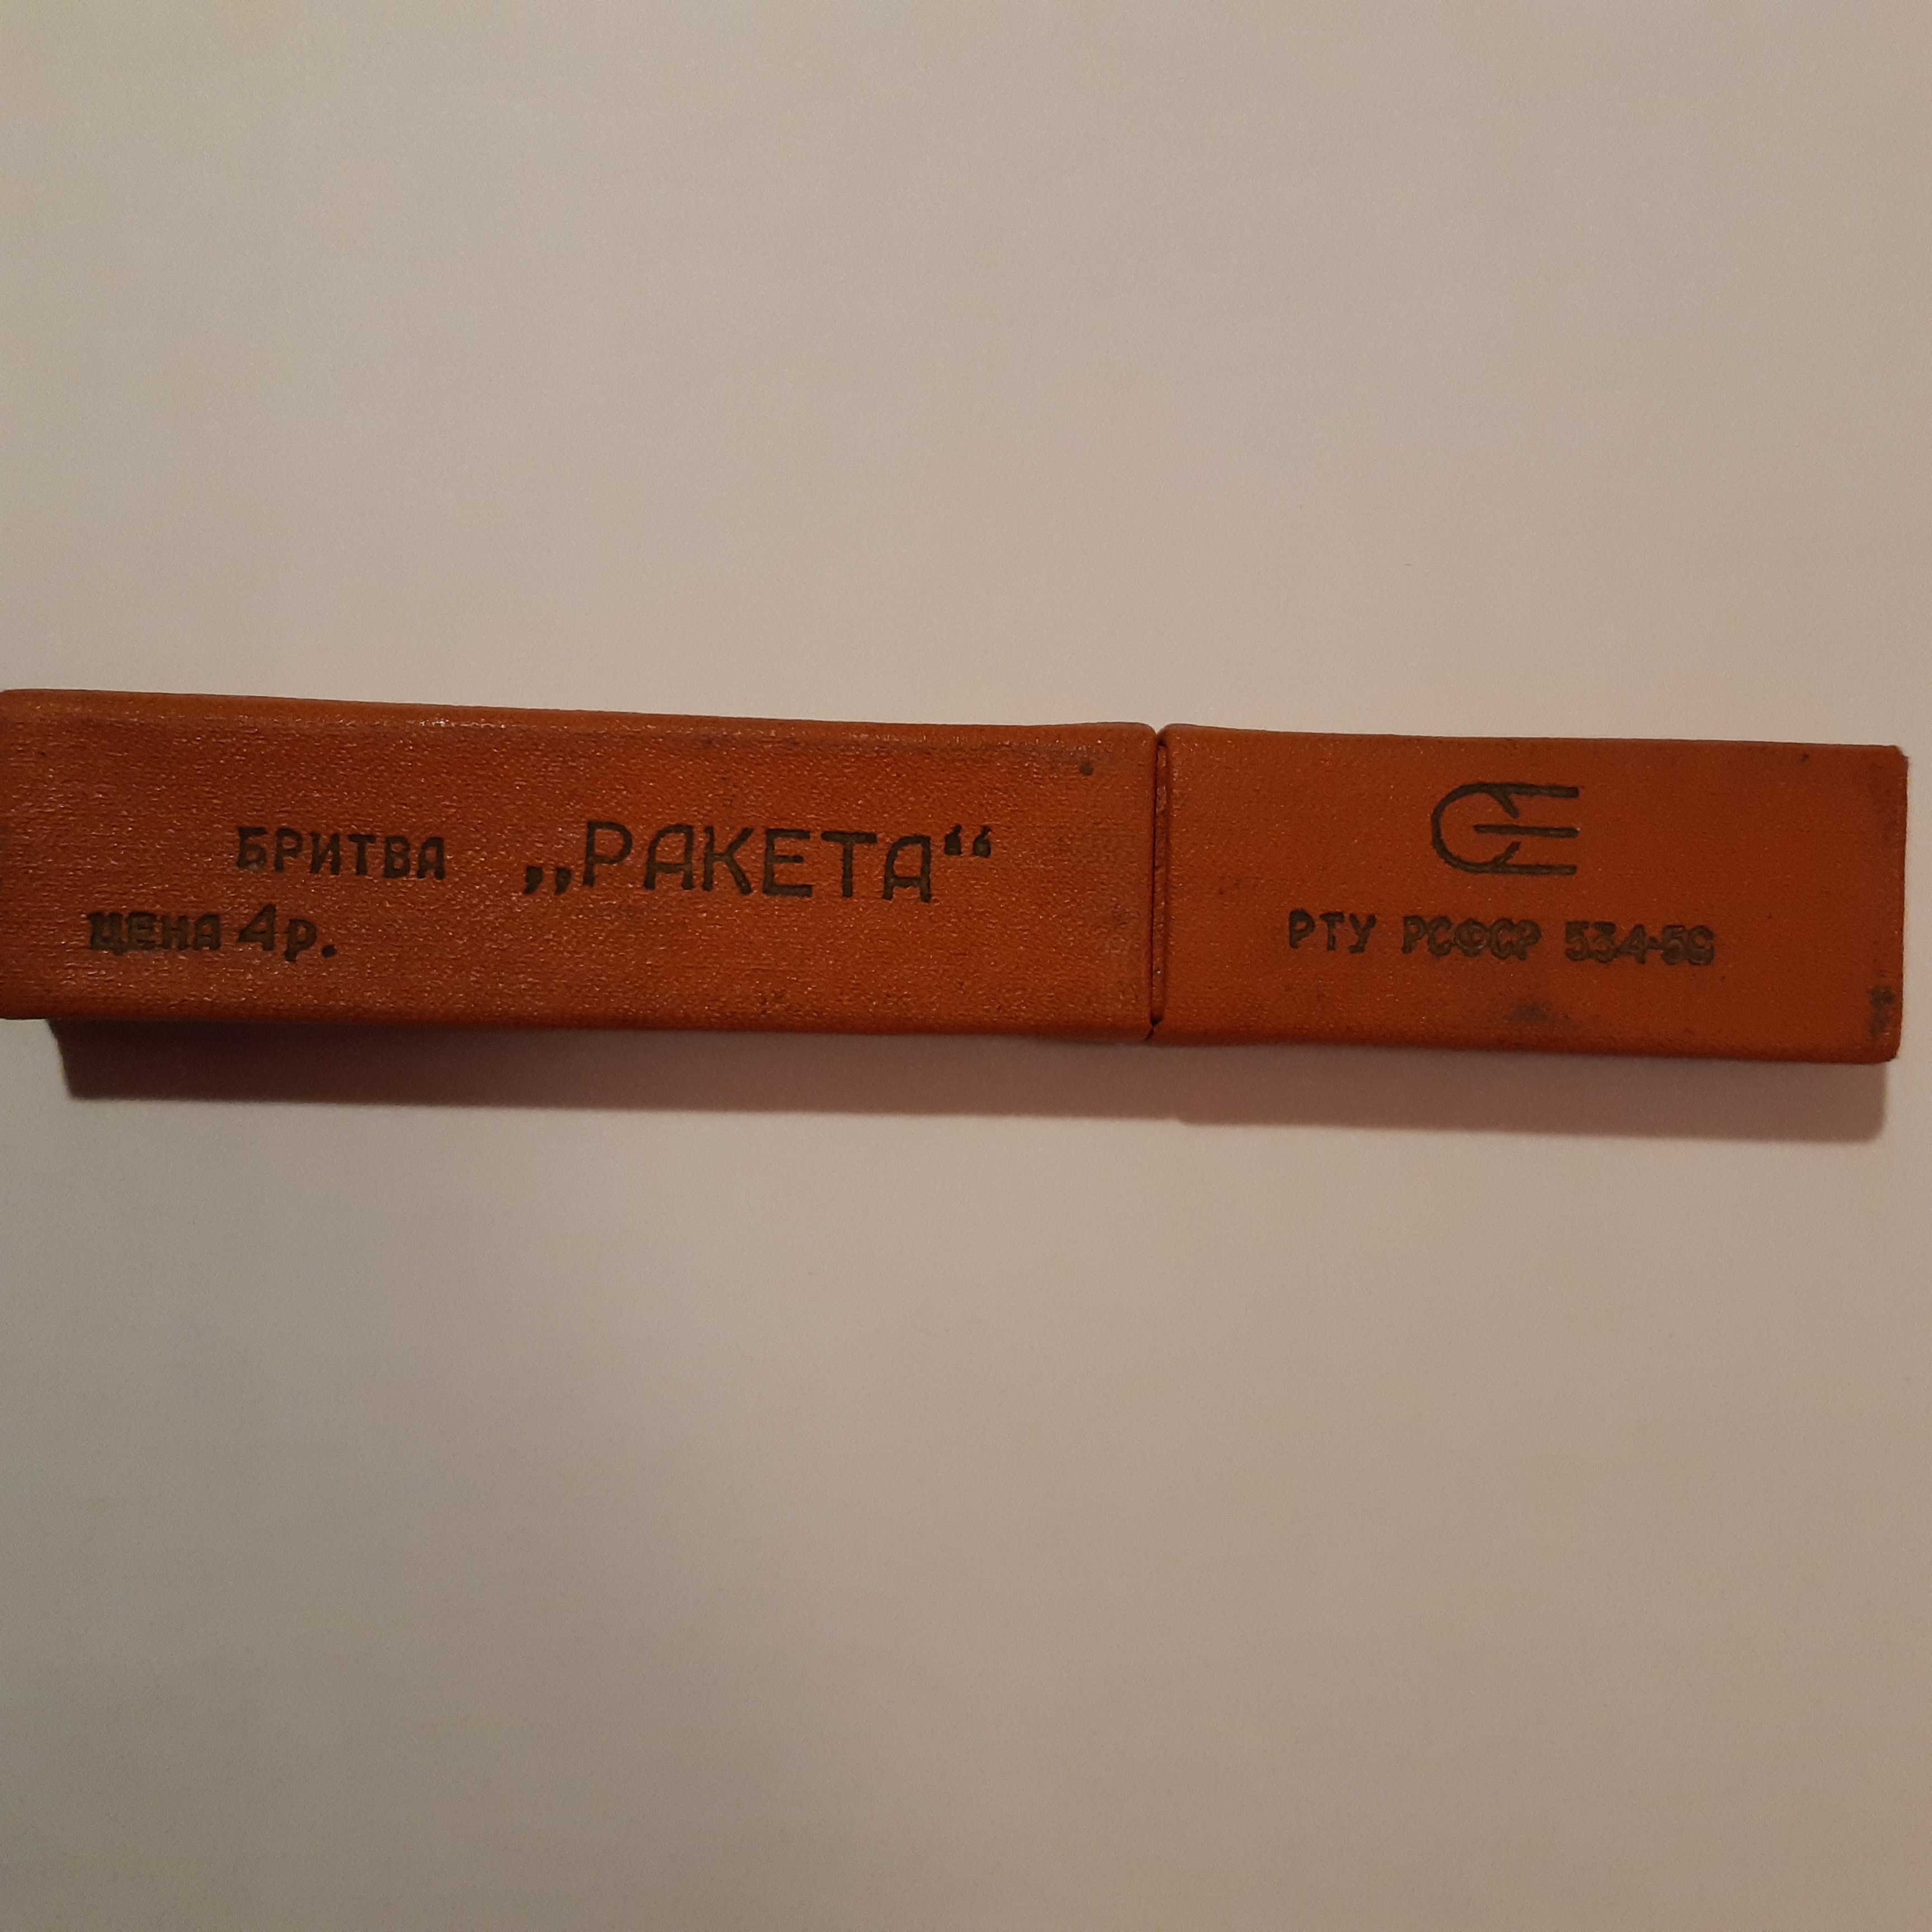 БРИТВА „РАКЕТА“
ЦЕНА 4р.
РТУ РСФСР 534-59